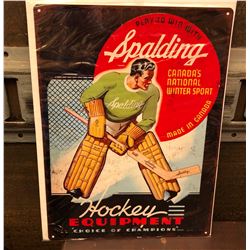 PLAY TO WIN WITH
Spalding
CANADA'S
NATIONAL
WINTER SPORT
MADE IN CANADA
Spalding
Hockey
EQUIPMENT
"CHOICE OF CHAMPIONS"